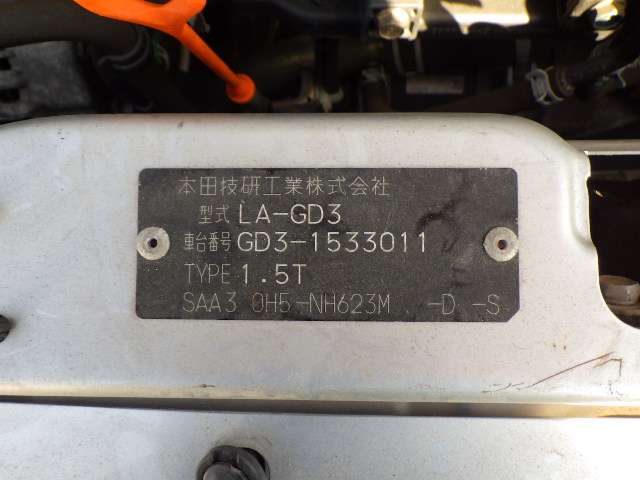 本田技研工業株式会社
型式 LA-GD3
車台番号 GD3-1533011
TYPE 1.5T
SAA3 0H5-NH623M -D -S